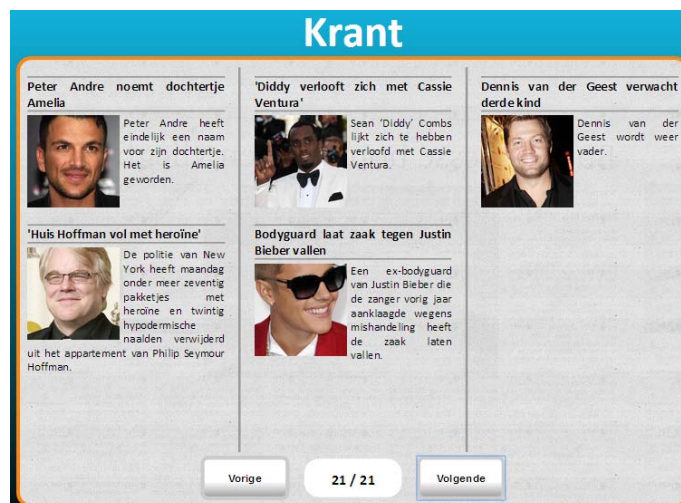 Krant
Peter Andre noemt dochtertje
Amelia
Peter Andre heeft
eindelijk een naam
voor zijn dochtertje.
Het is Amelia
geworden.
'Huis Hoffman vol met heroïne'
De politie van New
York heeft maandag
onder meer zeventig
pakketjes met
heroïne en twintig
hypodermische
naalden verwijderd
uit het appartement van Philip Seymour
Hoffman.
'Diddy verlooft zich met Cassie
Ventura'
Sean 'Diddy' Combs
lijkt zich te hebben
verloofd met Cassie
Ventura.
Bodyguard laat zaak tegen Justin
Bieber vallen
Een ex-bodyguard
van Justin Bieber die
de zanger vorig jaar
aanklaagde wegens
mishandeling heeft
de zaak laten
vallen.
Dennis van der Geest verwacht
derde kind
Dennis van der
Geest wordt weer
vader.
Vorige
21 / 21
Volgende